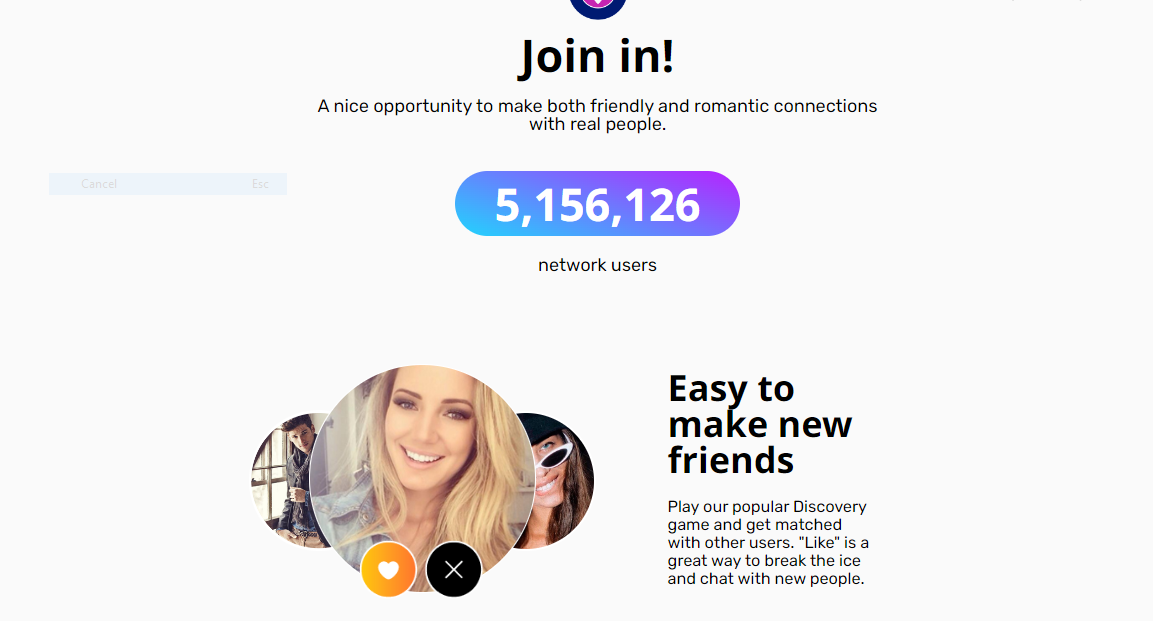 Join in!
A nice opportunity to make both friendly and romantic connections
with real people.
Cancel Esc
5,156,126
network users
Easy to
make new
friends
Play our popular Discovery
game and get matched
with other users. "Like" is a
great way to break the ice
and chat with new people.